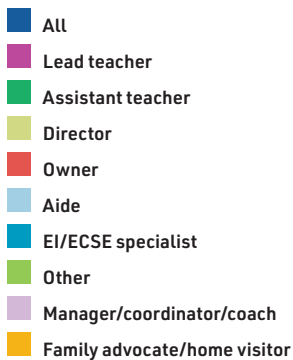 All
Lead teacher
Assistant teacher
Director
Owner
Aide
EI/ECSE specialist
Other
Manager/coordinator/coach
Family advocate/home visitor